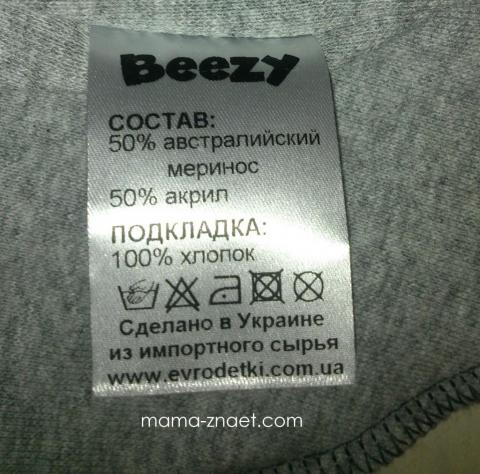 Beezy
СОСТАВ:
50% австралийский
меринос
50% акрил
ПОДКЛАДКА:
100% хлопок
Сделано в Украине
из импортного сырья
www.evrodetki.com.ua
mama-znaet.com